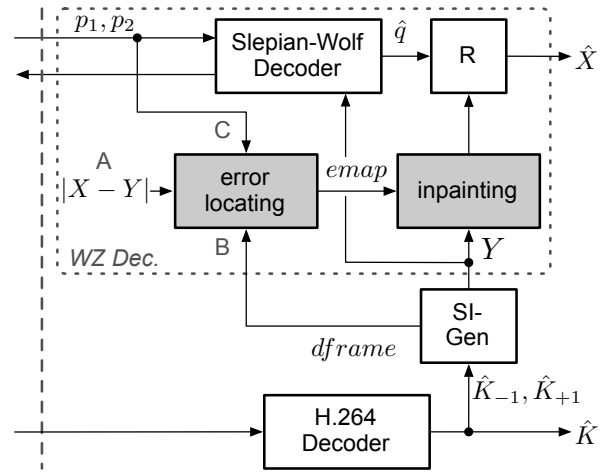 p₁, p₂
Slepian-Wolf
Decoder
q̂
R
X̂
C
A
|X − Y|
error
locating
emap
inpainting
B
Y
WZ Dec.
SI-
Gen
dframe
K̂₋₁, K̂₊₁
H.264
Decoder
K̂